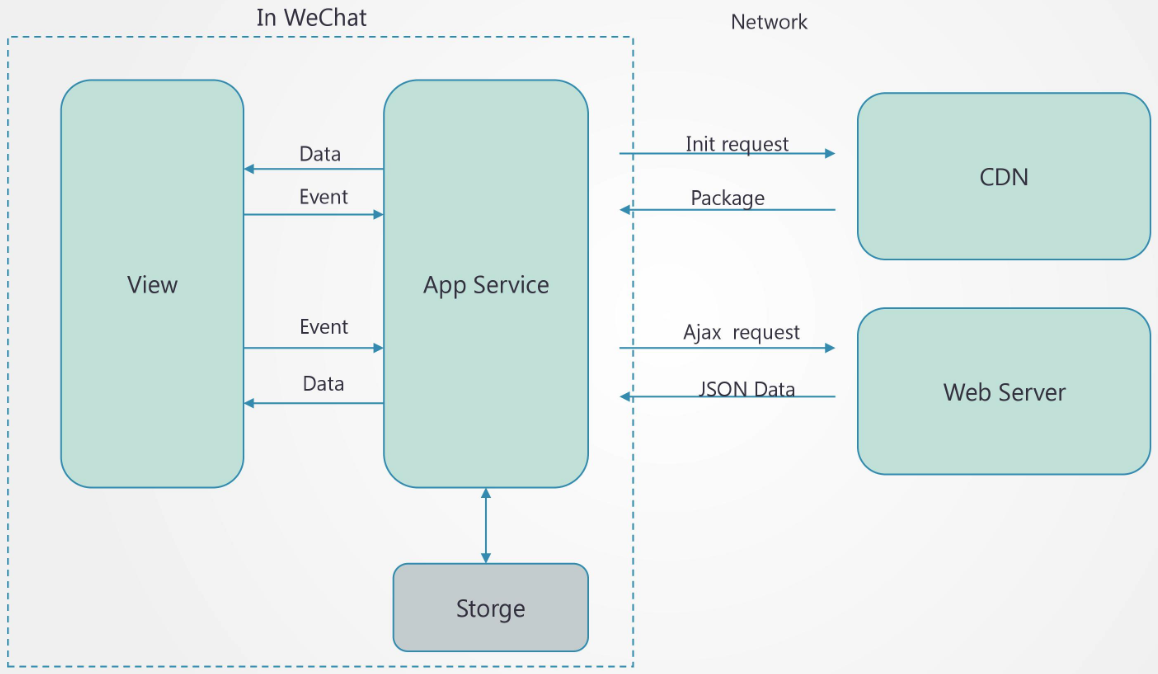 In WeChat
Network
Data
Event
View
Event
Data
App Service
Storge
Init request
Package
CDN
Ajax request
JSON Data
Web Server